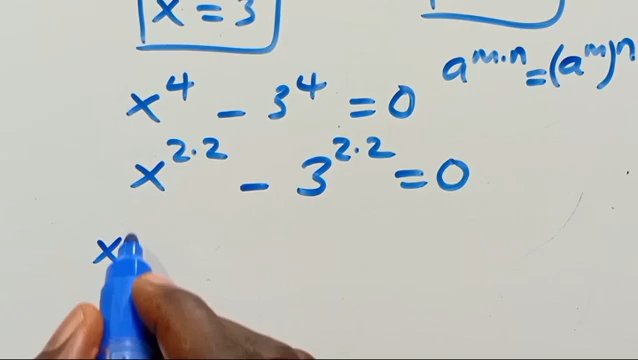 x = 3
a^{m·n} = (a^m)^n
x^4 - 3^4 = 0
x^{2·2} - 3^{2·2} = 0
x